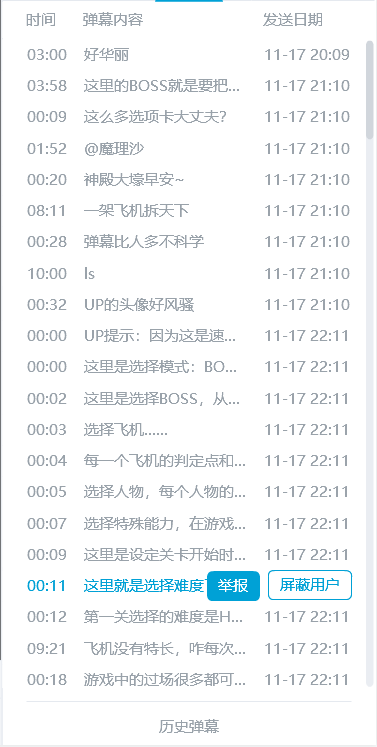 时间 弹幕内容 发送日期
03:00 好华丽 11-17 20:09
03:58 这里的BOSS就是要把... 11-17 21:10
00:09 这么多选项卡大丈夫? 11-17 21:10
01:52 @魔理沙 11-17 21:10
00:20 神殿大壕早安~ 11-17 21:10
08:11 一架飞机拆天下 11-17 21:10
00:28 弹幕比人多不科学 11-17 21:10
10:00 ls 11-17 21:10
00:32 UP的头像好风骚 11-17 21:10
00:00 UP提示：因为这是速... 11-17 22:11
00:00 这里是选择模式：BO... 11-17 22:11
00:02 这里是选择BOSS，从... 11-17 22:11
00:03 选择飞机...... 11-17 22:11
00:04 每一个飞机的判定点和... 11-17 22:11
00:05 选择人物，每个人物的... 11-17 22:11
00:07 选择特殊能力，在游戏... 11-17 22:11
00:09 这里是设定关卡开始时... 11-17 22:11
00:11 这里就是选择难度 举报 屏蔽用户
00:12 第一关选择的难度是H... 11-17 22:11
09:21 飞机没有特长，咋每次... 11-17 22:11
00:18 游戏中的过场很多都可... 11-17 22:11
历史弹幕